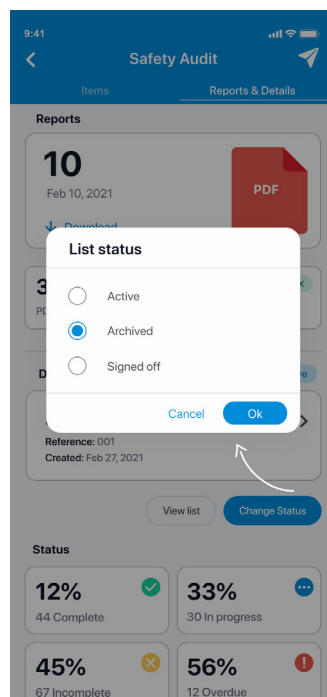 9:41
Safety Audit
Items
Reports & Details
Reports
10
Feb 10, 2021
PDF
Download
List status
Active
Archived
Signed off
Cancel
Ok
Reference: 001
Created: Feb 27, 2021
View list
Change Status
Status
12%
44 Complete
33%
30 In progress
45%
67 Incomplete
56%
12 Overdue